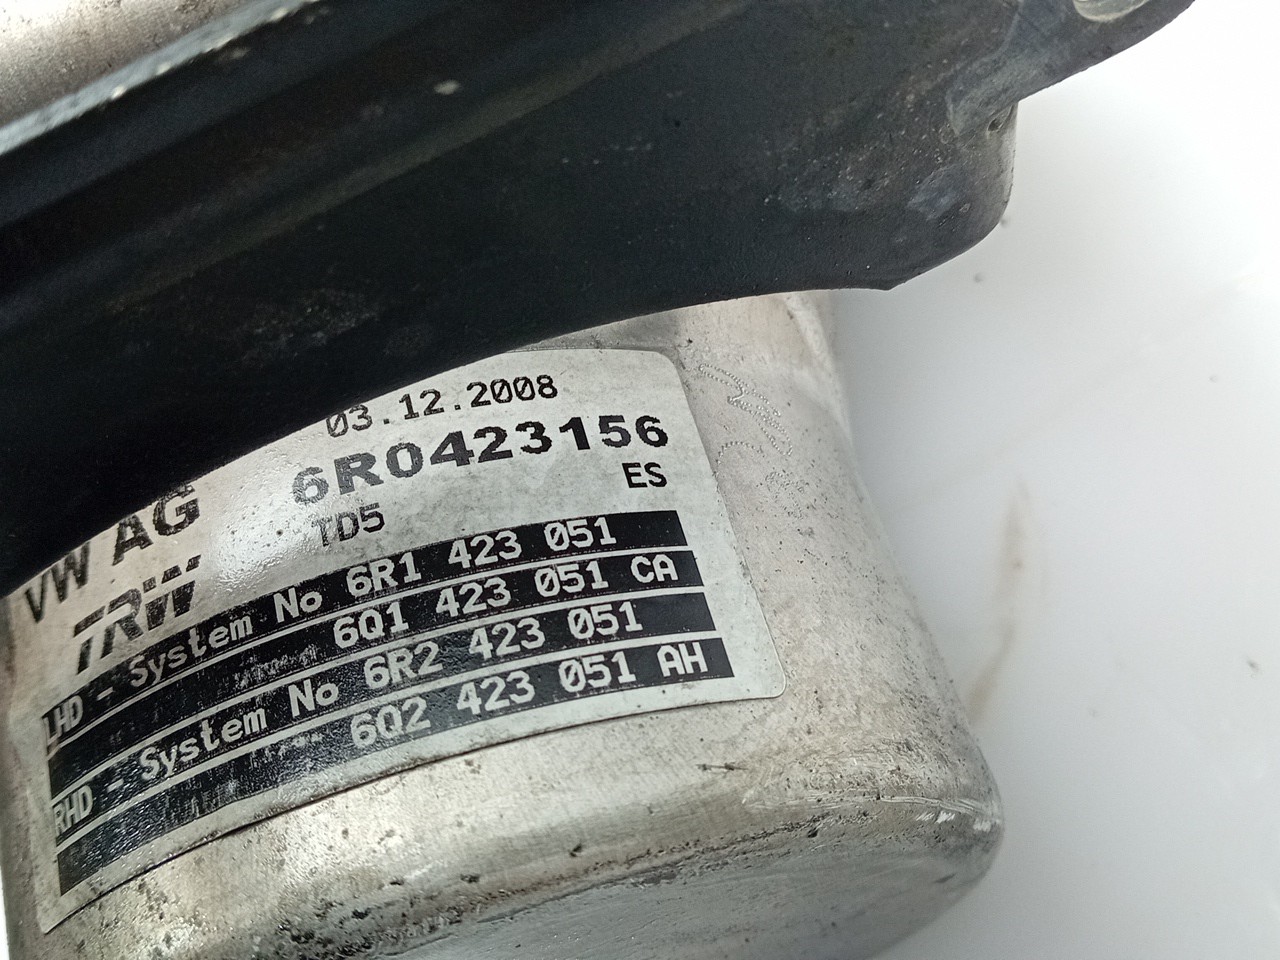 03.12.2008
VW AG 6R0423156
ES
TRW TD5
LHD - System No 6R1 423 051
6Q1 423 051 CA
RHD - System No 6R2 423 051
6Q2 423 051 AH